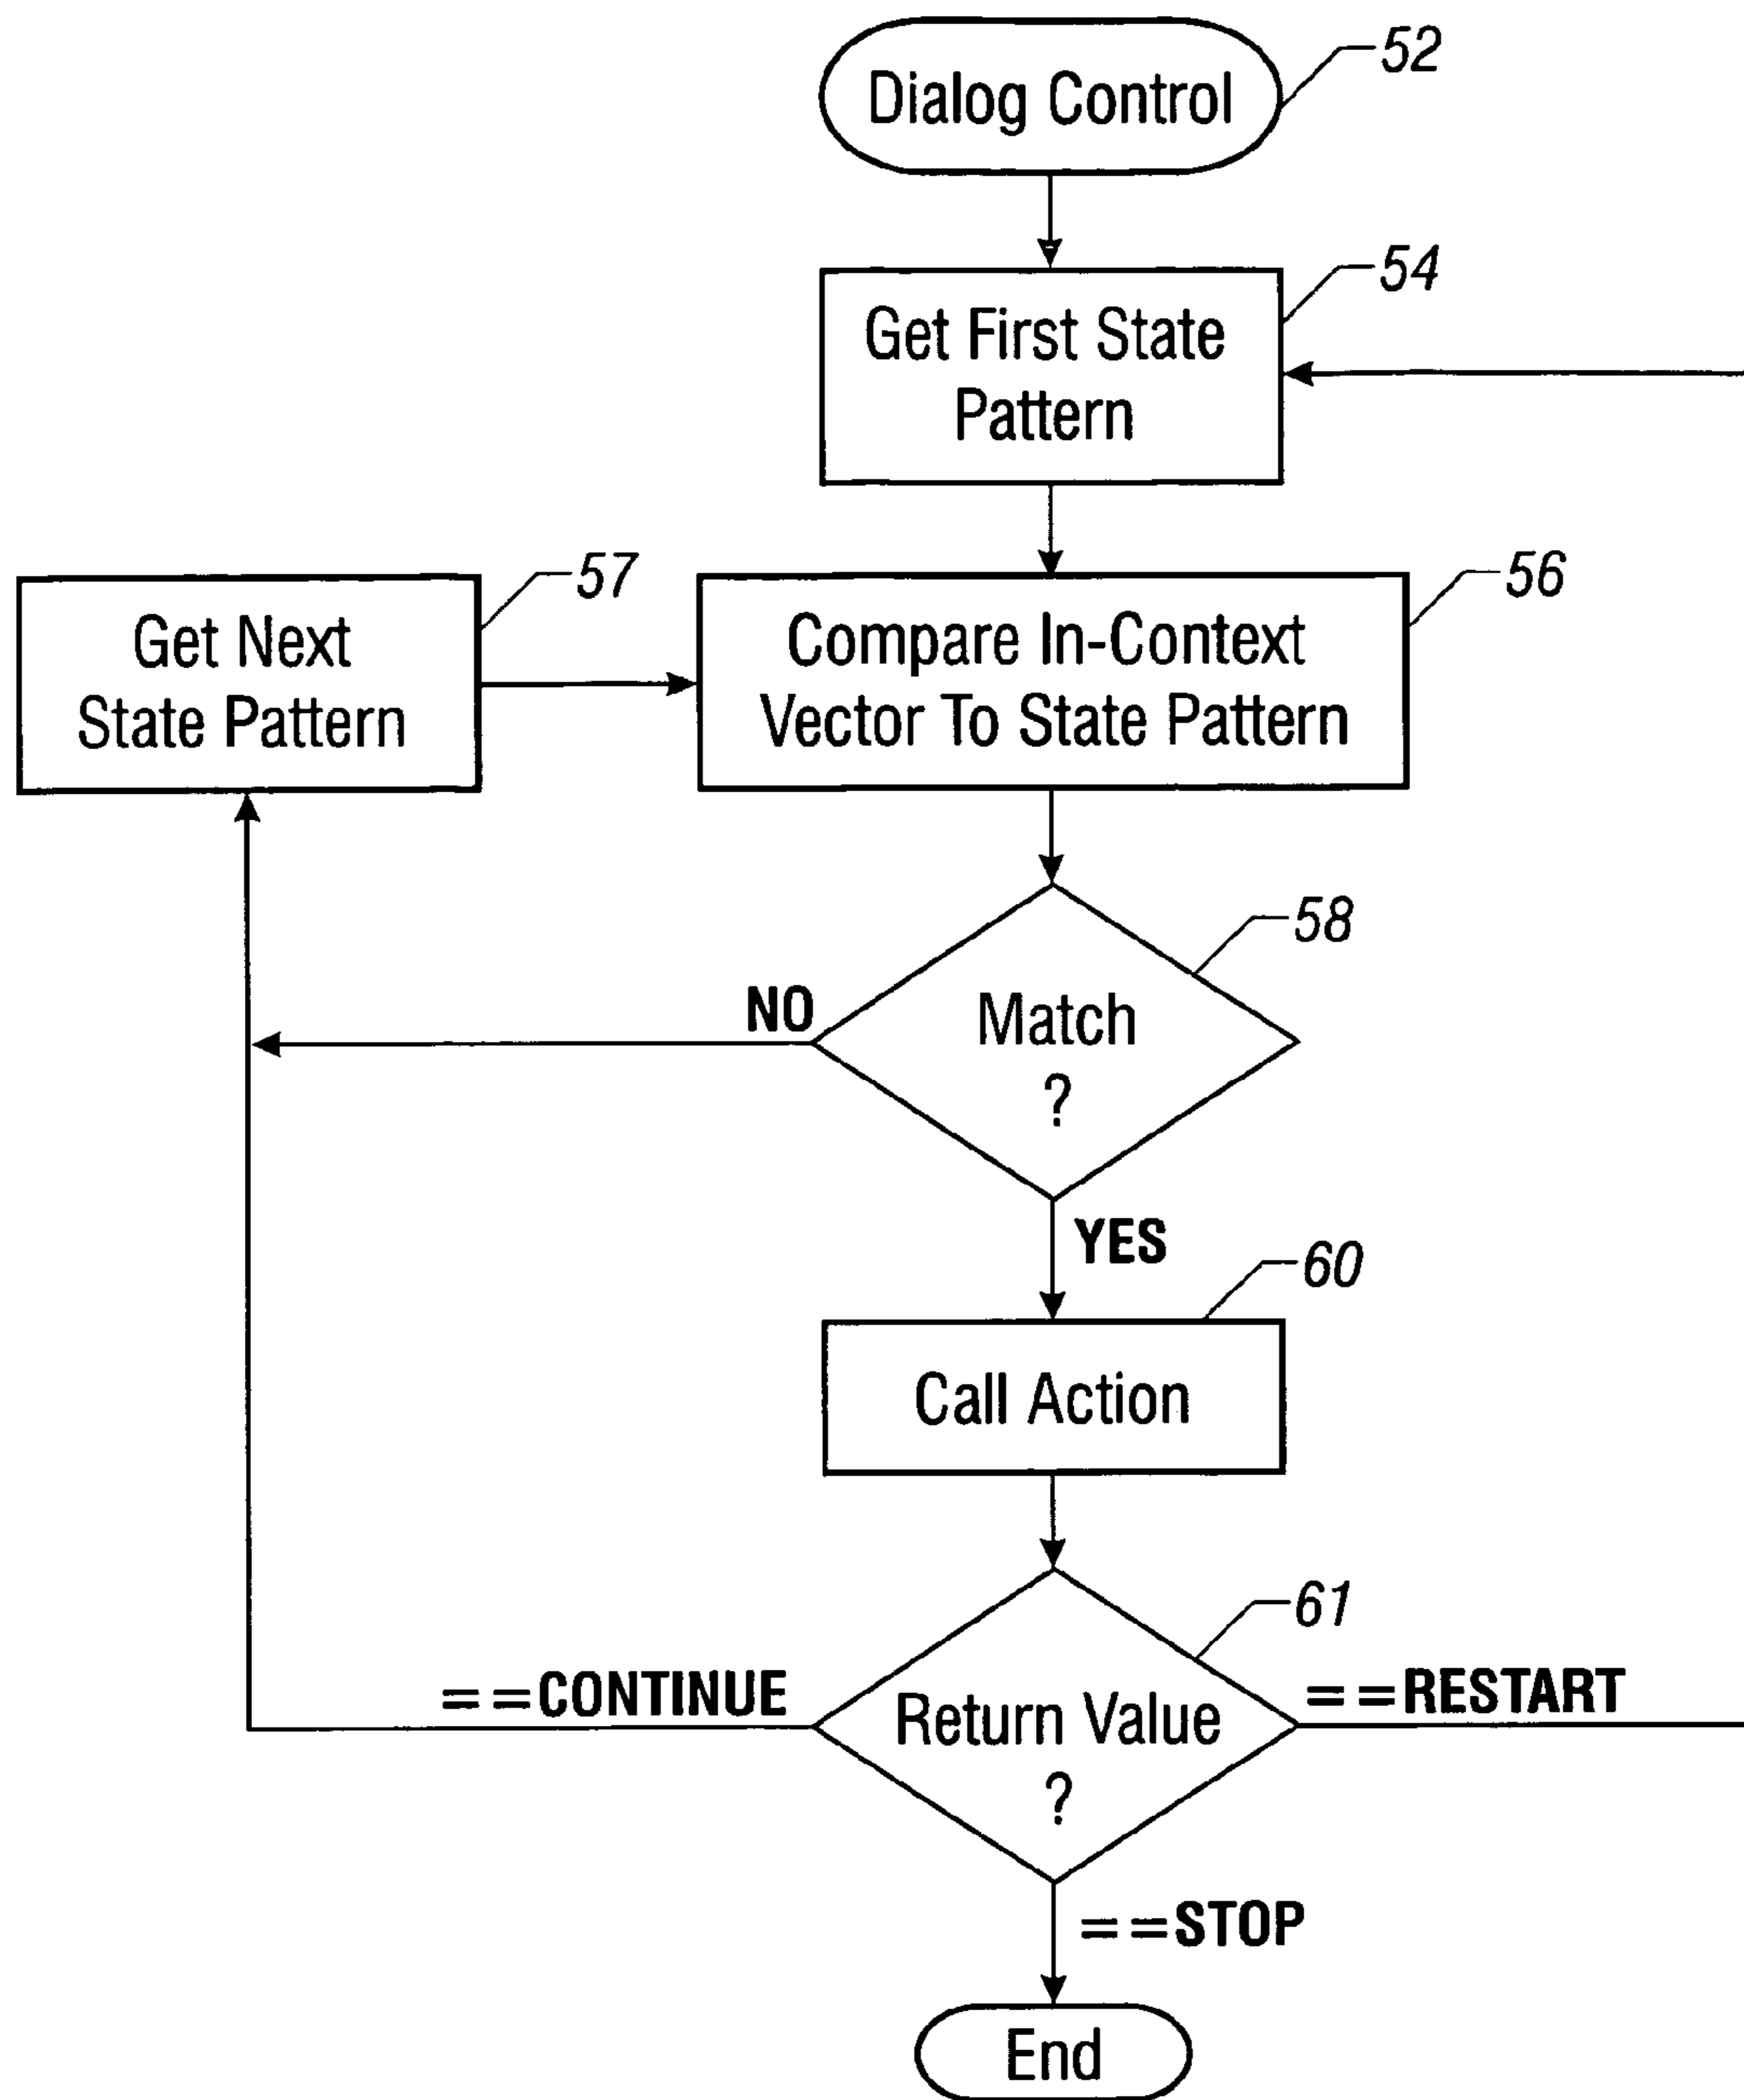 Dialog Control
52
Get First State
Pattern
54
Get Next
State Pattern
57
Compare In-Context
Vector To State Pattern
56
Match
?
58
NO
YES
Call Action
60
Return Value
?
61
==CONTINUE
==RESTART
==STOP
End